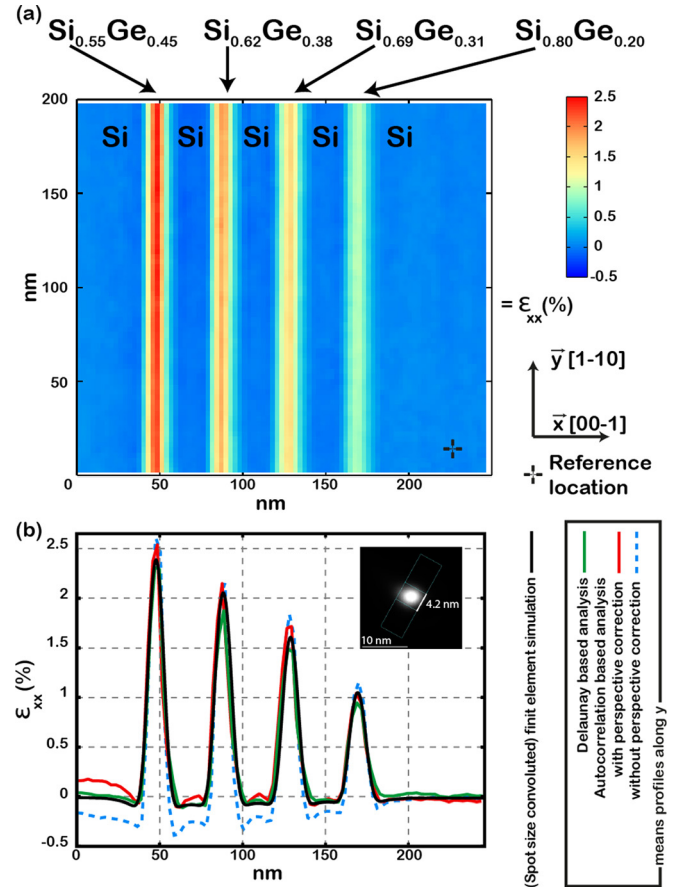 (a)
Si0.55Ge0.45 Si0.62Ge0.38 Si0.69Ge0.31 Si0.80Ge0.20
200
150
100
50
0
nm
Si Si Si Si Si
0 50 100 150 200
nm
2.5
2
1.5
1
0.5
0
-0.5
= εxx(%)
y [1-10]
x [00-1]
Reference
location
(b)
2.5
2
1.5
1
0.5
0
-0.5
εxx(%)
4.2 nm
10 nm
0 50 100 150 200
nm
(Spot size convoluted) finit element simulation
Delaunay based analysis
Autocorrelation based analysis
with perspective correction
without perspective correction
means profiles along y